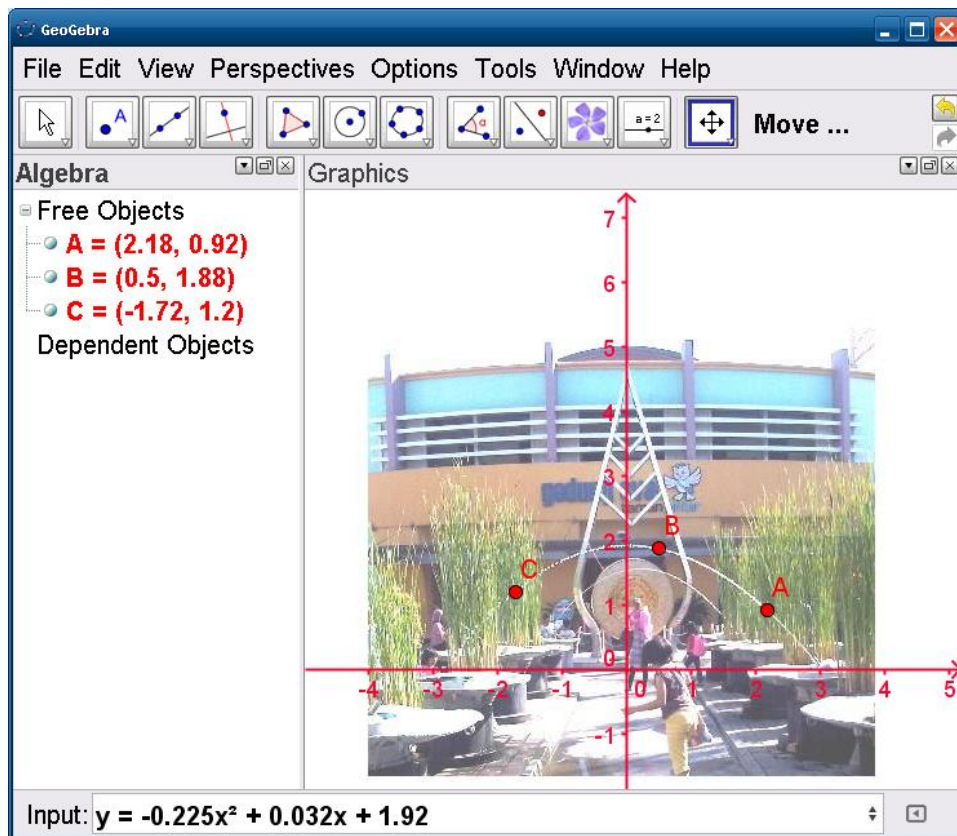 GeoGebra
File Edit View Perspectives Options Tools Window Help
A
α
a = 2
Move ...
Algebra
Graphics
Free Objects
A = (2.18, 0.92)
B = (0.5, 1.88)
C = (-1.72, 1.2)
Dependent Objects
7
6
5
4
3
2
B
C
A
1
0
-4 -3 -2 -1 0 1 2 3 4 5
-1
Input: y = -0.225x² + 0.032x + 1.92